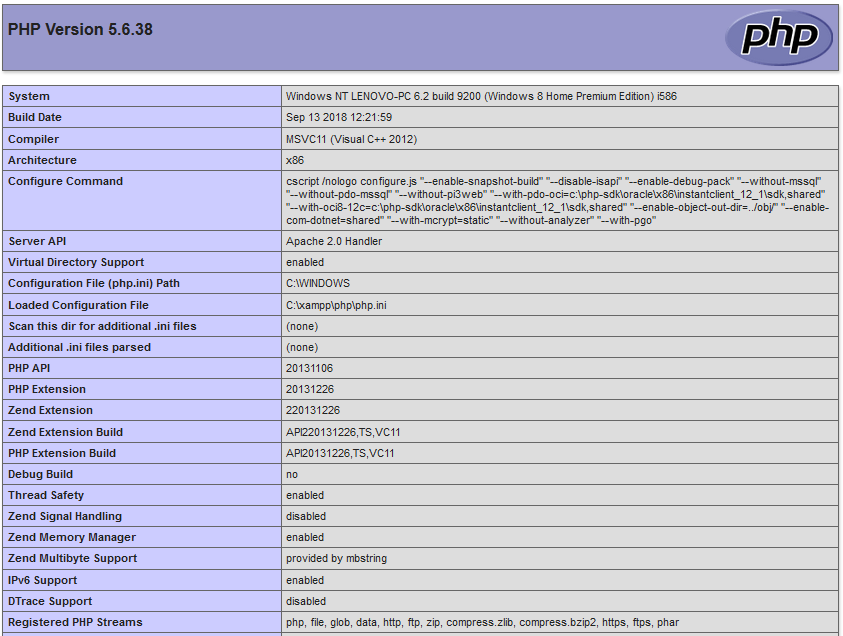 PHP Version 5.6.38
php
System Windows NT LENOVO-PC 6.2 build 9200 (Windows 8 Home Premium Edition) i586
Build Date Sep 13 2018 12:21:59
Compiler MSVC11 (Visual C++ 2012)
Architecture x86
Configure Command cscript /nologo configure.js "--enable-snapshot-build" "--disable-isapi" "--enable-debug-pack" "--without-mssql"
"--without-pdo-mssql" "--without-pi3web" "--with-pdo-oci=c:\php-sdk\oracle\x86\instantclient_12_1\sdk,shared"
"--with-oci8-12c=c:\php-sdk\oracle\x86\instantclient_12_1\sdk,shared" "--enable-object-out-dir=../obj/" "--enable-
com-dotnet=shared" "--with-mcrypt=static" "--without-analyzer" "--with-pgo"
Server API Apache 2.0 Handler
Virtual Directory Support enabled
Configuration File (php.ini) Path C:\WINDOWS
Loaded Configuration File C:\xampp\php\php.ini
Scan this dir for additional .ini files (none)
Additional .ini files parsed (none)
PHP API 20131106
PHP Extension 20131226
Zend Extension 220131226
Zend Extension Build API220131226,TS,VC11
PHP Extension Build API20131226,TS,VC11
Debug Build no
Thread Safety enabled
Zend Signal Handling disabled
Zend Memory Manager enabled
Zend Multibyte Support provided by mbstring
IPv6 Support enabled
DTrace Support disabled
Registered PHP Streams php, file, glob, data, http, ftp, zip, compress.zlib, compress.bzip2, https, ftps, phar